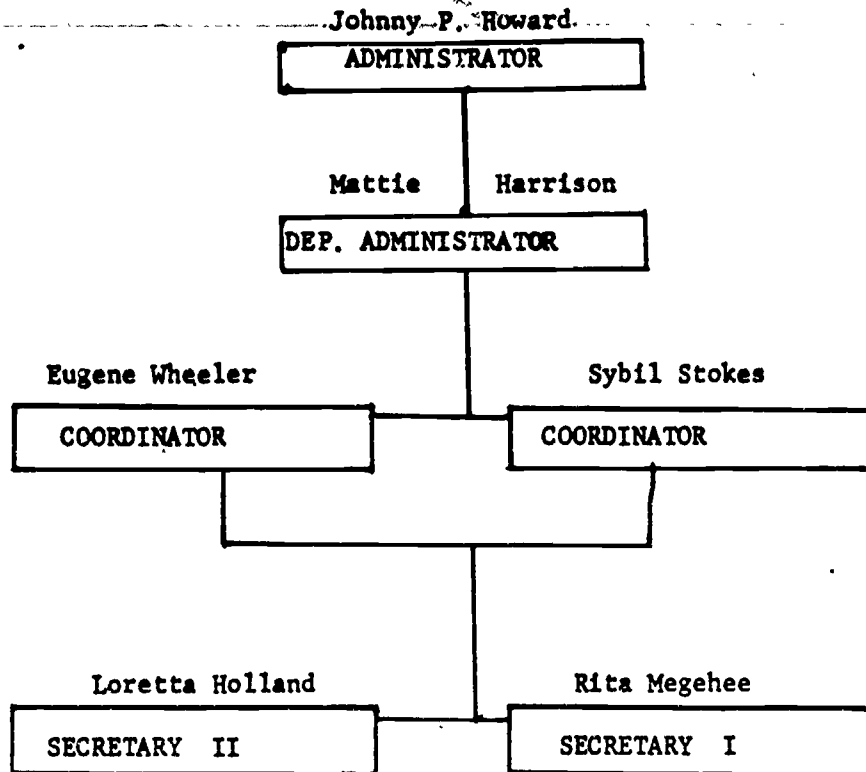 Johnny P. Howard
ADMINISTRATOR
Mattie Harrison
DEP. ADMINISTRATOR
Eugene Wheeler Sybil Stokes
COORDINATOR COORDINATOR
Loretta Holland Rita Megehee
SECRETARY II SECRETARY I